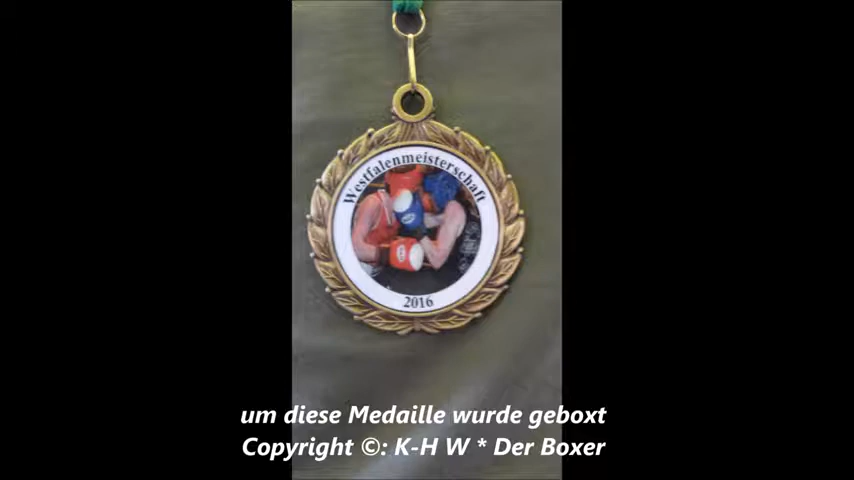 Westfalenmeisterschaft
2016
um diese Medaille wurde geboxt
Copyright ©: K-H W * Der Boxer